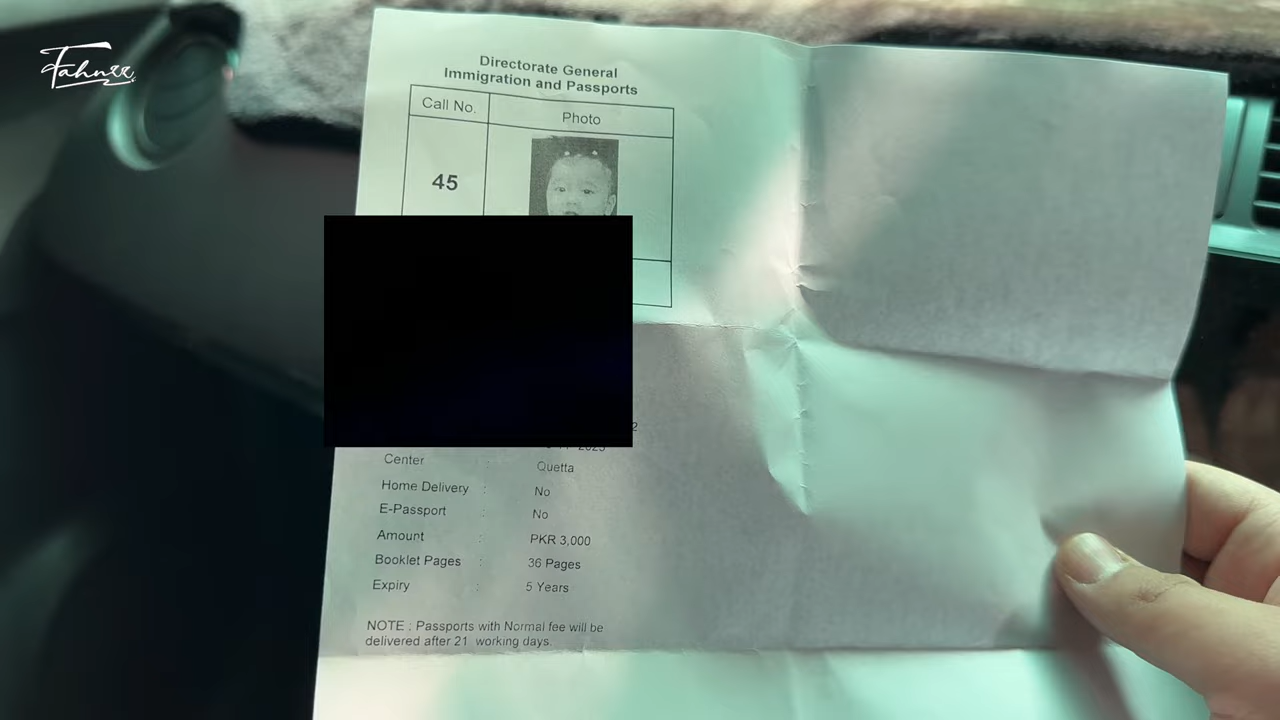 Fahnzz
Directorate General
Immigration and Passports
Call No. Photo
45
2
2023
Center : Quetta
Home Delivery : No
E-Passport : No
Amount : PKR 3,000
Booklet Pages : 36 Pages
Expiry : 5 Years
NOTE : Passports with Normal fee will be
delivered after 21 working days.